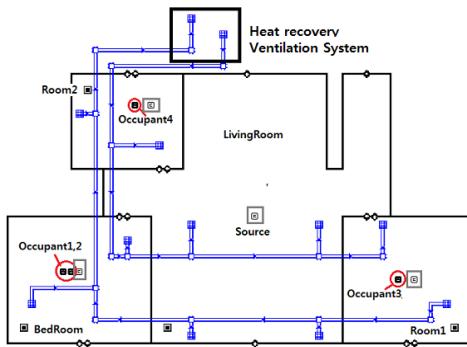 Heat recovery
Ventilation System
Room2
Occupant4
LivingRoom
Source
Occupant1,2
Occupant3
BedRoom
Room1